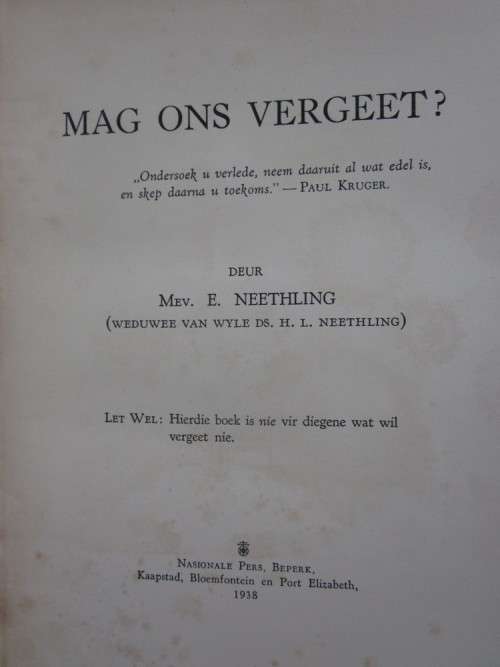 MAG ONS VERGEET?
„Ondersoek u verlede, neem daaruit al wat edel is,
en skep daarna u toekoms.” — PAUL KRUGER.
DEUR
MEV. E. NEETHLING
(WEDUWEE VAN WYLE DS. H. L. NEETHLING)
LET WEL: Hierdie boek is nie vir diegene wat wil
vergeet nie.
NASIONALE PERS, BEPERK,
Kaapstad, Bloemfontein en Port Elizabeth,
1938